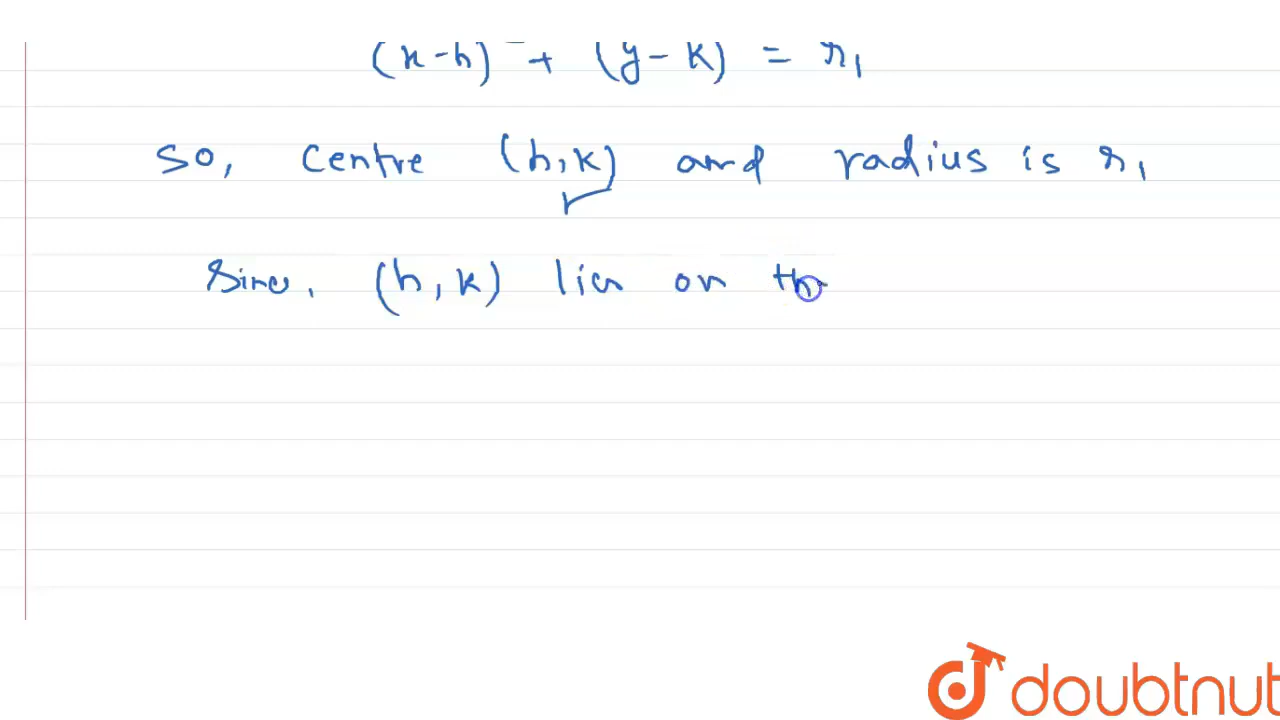 (x-h) + (y-k) = r₁
So, centre (h,k) and radius is r₁
Since, (h,k) lies on th
doubtnut